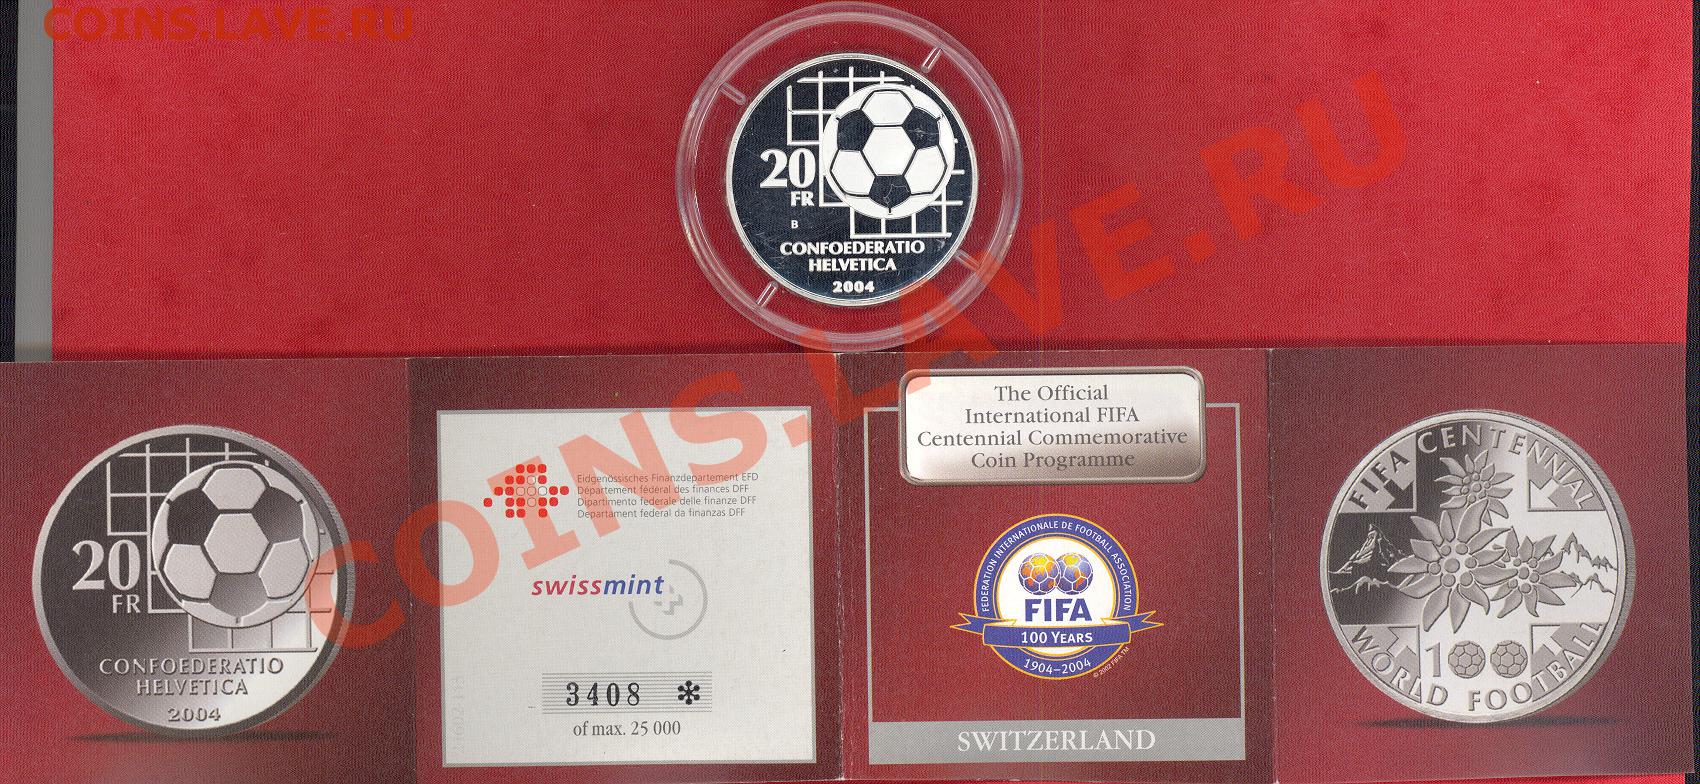 COINS.LAVE.RU
20
FR
B
CONFOEDERATIO
HELVETICA
2004
COINS.LAVE.RU
20
FR
CONFOEDERATIO
HELVETICA
2004
Eidgenössisches Finanzdepartement EFD
Département fédéral des finances DFF
Dipartimento federale delle finanze DFF
Departament federal da finanzas DFF
swissmint
3408 *
of max. 25 000
The Official
International FIFA
Centennial Commemorative
Coin Programme
FEDERATION INTERNATIONALE DE FOOTBALL ASSOCIATION
FIFA
100 YEARS
1904–2004
© 2002 FIFA TM
SWITZERLAND
FIFA CENTENNIAL
100
WORLD FOOTBALL